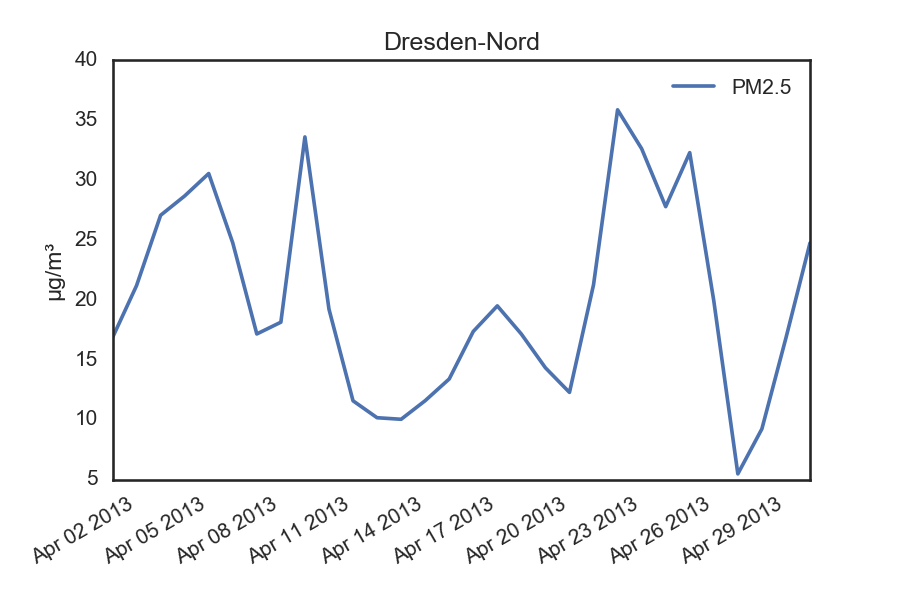 Dresden-Nord
40
35
30
25
20
15
10
5
µg/m³
PM2.5
Apr 02 2013
Apr 05 2013
Apr 08 2013
Apr 11 2013
Apr 14 2013
Apr 17 2013
Apr 20 2013
Apr 23 2013
Apr 26 2013
Apr 29 2013